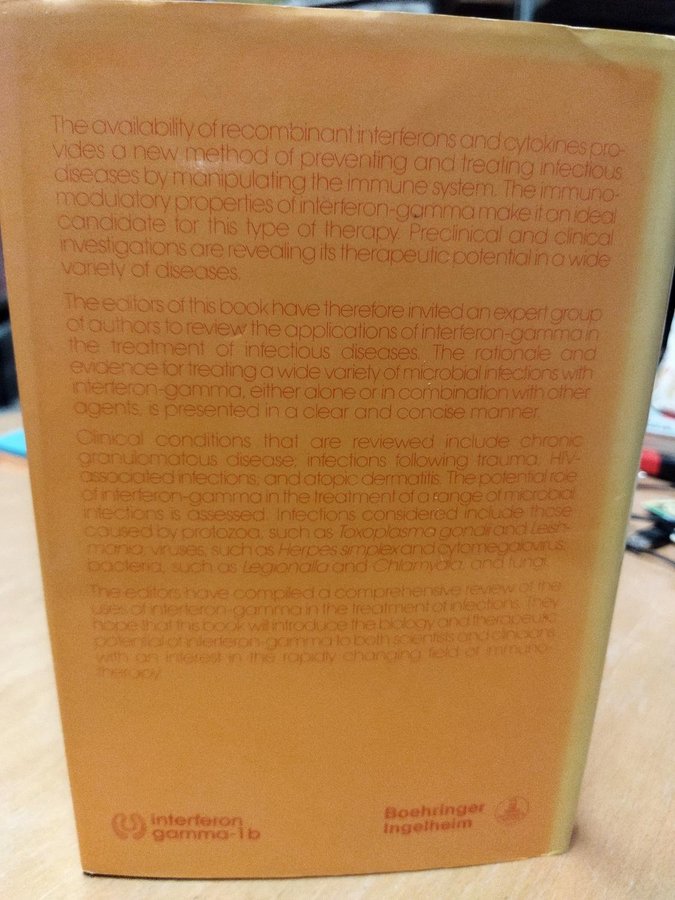 The availability of recombinant interferons and cytokines pro-
vides a new method of preventing and treating infectious
diseases by manipulating the immune system. The immuno-
modulatory properties of interferon-gamma make it an ideal
candidate for this type of therapy. Preclinical and clinical
investigations are revealing its therapeutic potential in a wide
variety of diseases.
The editors of this book have therefore invited an expert group
of authors to review the applications of interferon-gamma in
the treatment of infectious diseases. The rationale and
evidence for treating a wide variety of microbial infections with
interferon-gamma, either alone or in combination with other
agents, is presented in a clear and concise manner.
Clinical conditions that are reviewed include chronic
granulomatous disease; infections following trauma; HIV-
associated infections; and atopic dermatitis. The potential role
of interferon-gamma in the treatment of a range of microbial
infections is assessed. Infections considered include those
caused by protozoa, such as Toxoplasma gondii and Leish-
mania; viruses, such as Herpes simplex and cytomegalovirus;
bacteria, such as Legionalla and Chlamydia; and fungi.
The editors have compiled a comprehensive review of the
uses of interferon-gamma in the treatment of infections. They
hope that this book will introduce the biology and therapeutic
potential of interferon-gamma to both scientists and clinicians
with an interest in the rapidly changing field of immuno-
therapy.
interferon
gamma-1b
Boehringer
Ingelheim